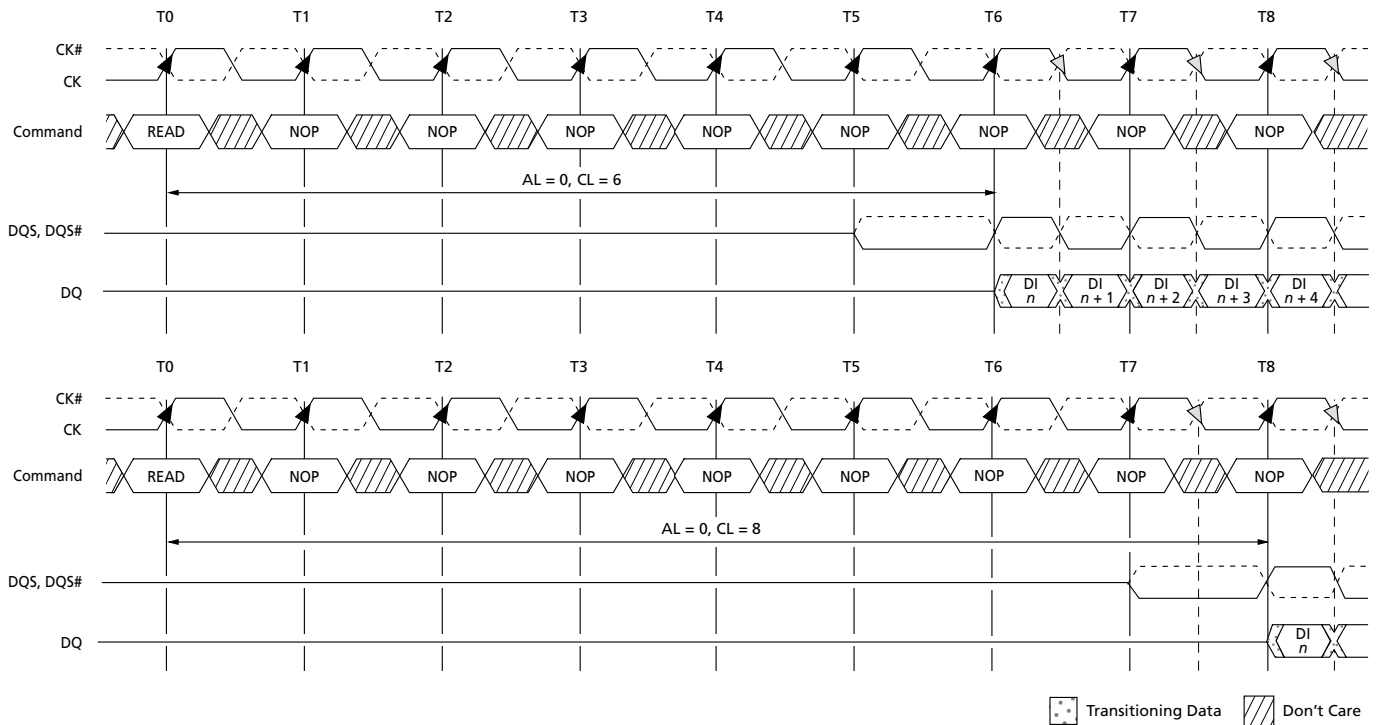 T0 T1 T2 T3 T4 T5 T6 T7 T8
CK#
CK
Command READ NOP NOP NOP NOP NOP NOP NOP NOP
AL = 0, CL = 6
DQS, DQS#
DQ DI n DI n + 1 DI n + 2 DI n + 3 DI n + 4
T0 T1 T2 T3 T4 T5 T6 T7 T8
CK#
CK
Command READ NOP NOP NOP NOP NOP NOP NOP NOP
AL = 0, CL = 8
DQS, DQS#
DQ DI n
Transitioning Data Don't Care